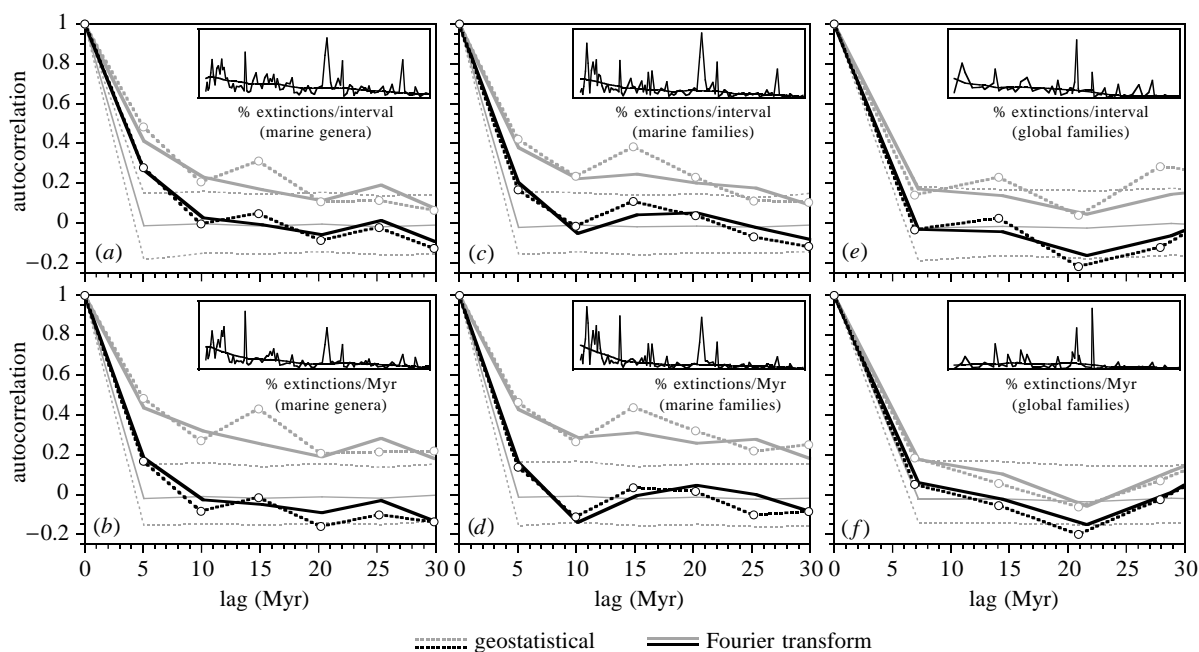 1
0.8
0.6
0.4
0.2
0
−0.2
autocorrelation
% extinctions/interval
(marine genera)
(a)
% extinctions/interval
(marine families)
(c)
% extinctions/interval
(global families)
(e)
1
0.8
0.6
0.4
0.2
0
−0.2
autocorrelation
% extinctions/Myr
(marine genera)
(b)
% extinctions/Myr
(marine families)
(d)
% extinctions/Myr
(global families)
(f)
0 5 10 15 20 25 30 0 5 10 15 20 25 30 0 5 10 15 20 25 30
lag (Myr) lag (Myr) lag (Myr)
geostatistical Fourier transform